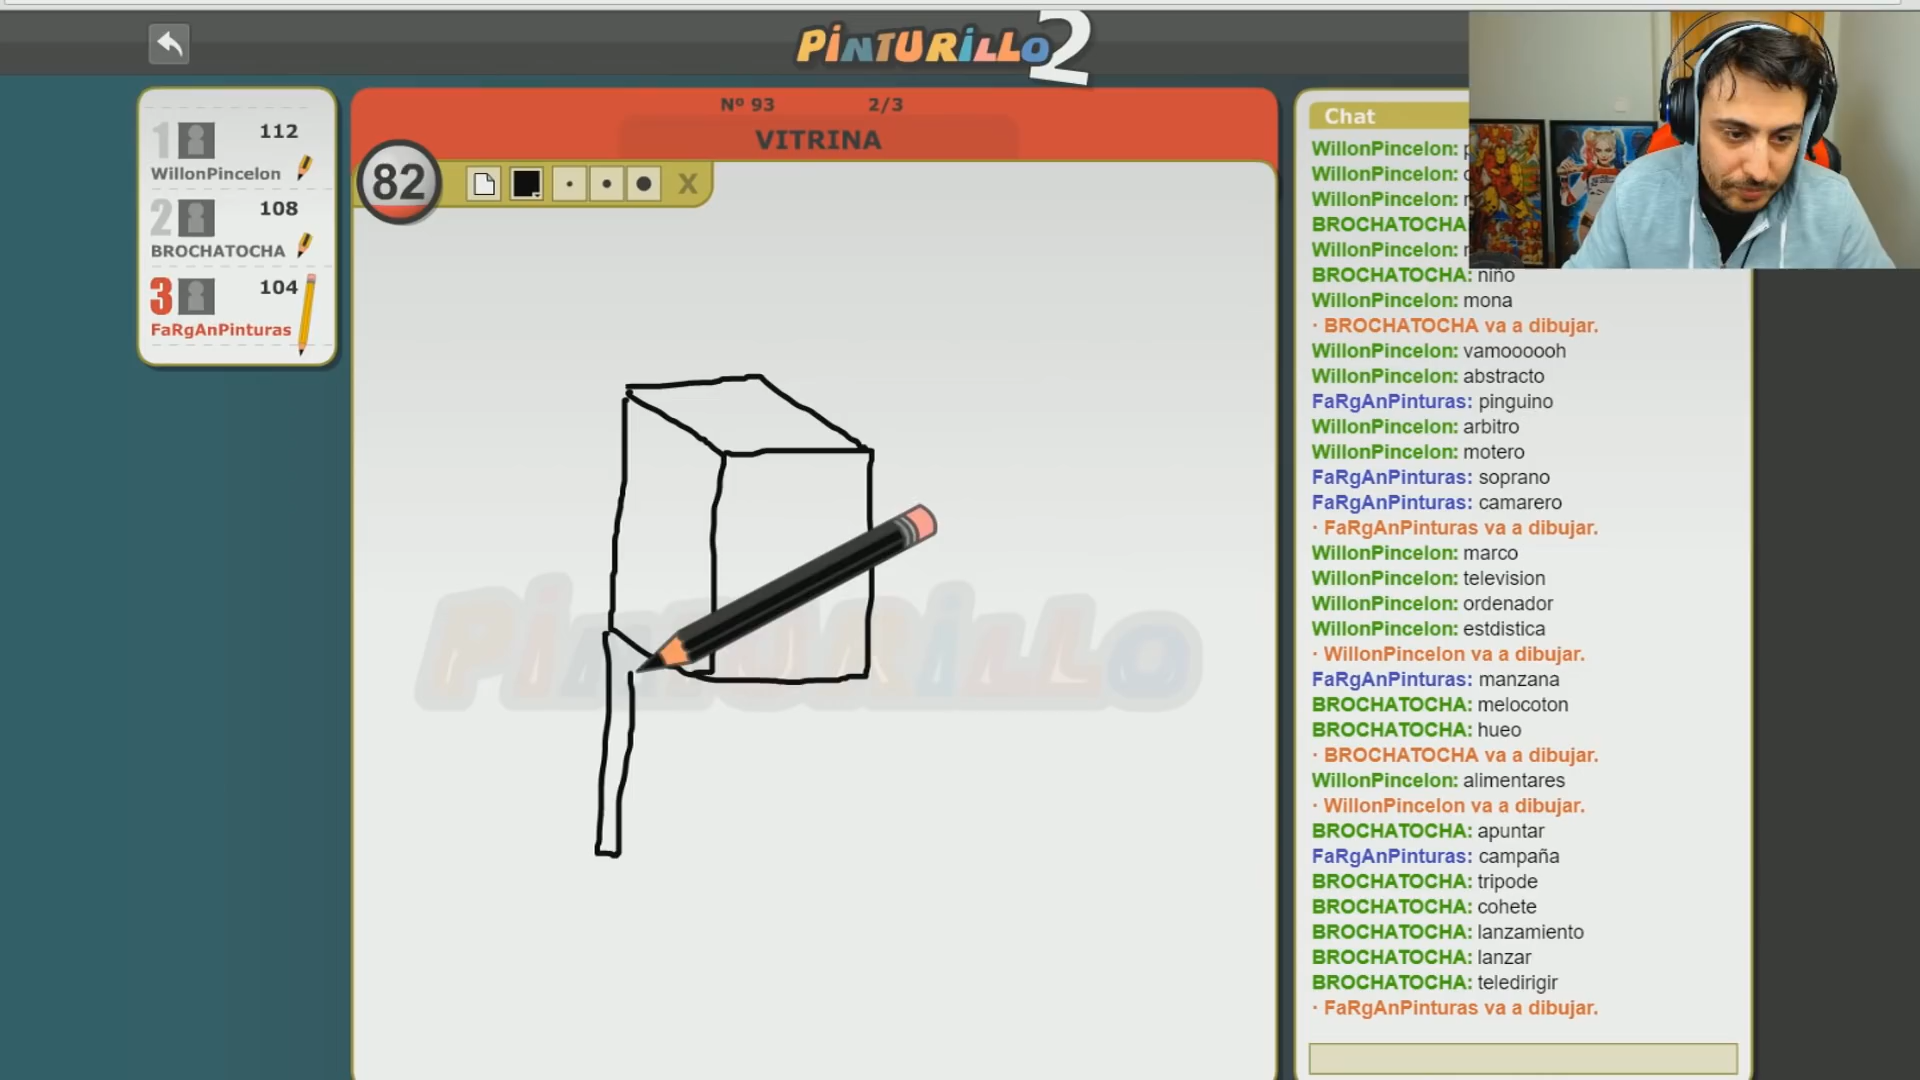 PINTURILLO 2
Nº 93 2/3
VITRINA
82
X
1 112
WillonPincelon
2 108
BROCHATOCHA
3 104
FaRgAnPinturas
PINTURILLO
Chat
WillonPincelon:
WillonPincelon:
WillonPincelon:
BROCHATOCHA:
WillonPincelon:
BROCHATOCHA: niño
WillonPincelon: mona
· BROCHATOCHA va a dibujar.
WillonPincelon: vamoooooh
WillonPincelon: abstracto
FaRgAnPinturas: pinguino
WillonPincelon: arbitro
WillonPincelon: motero
FaRgAnPinturas: soprano
FaRgAnPinturas: camarero
· FaRgAnPinturas va a dibujar.
WillonPincelon: marco
WillonPincelon: television
WillonPincelon: ordenador
WillonPincelon: estdistica
· WillonPincelon va a dibujar.
FaRgAnPinturas: manzana
BROCHATOCHA: melocoton
BROCHATOCHA: hueo
· BROCHATOCHA va a dibujar.
WillonPincelon: alimentares
· WillonPincelon va a dibujar.
BROCHATOCHA: apuntar
FaRgAnPinturas: campaña
BROCHATOCHA: tripode
BROCHATOCHA: cohete
BROCHATOCHA: lanzamiento
BROCHATOCHA: lanzar
BROCHATOCHA: teledirigir
· FaRgAnPinturas va a dibujar.